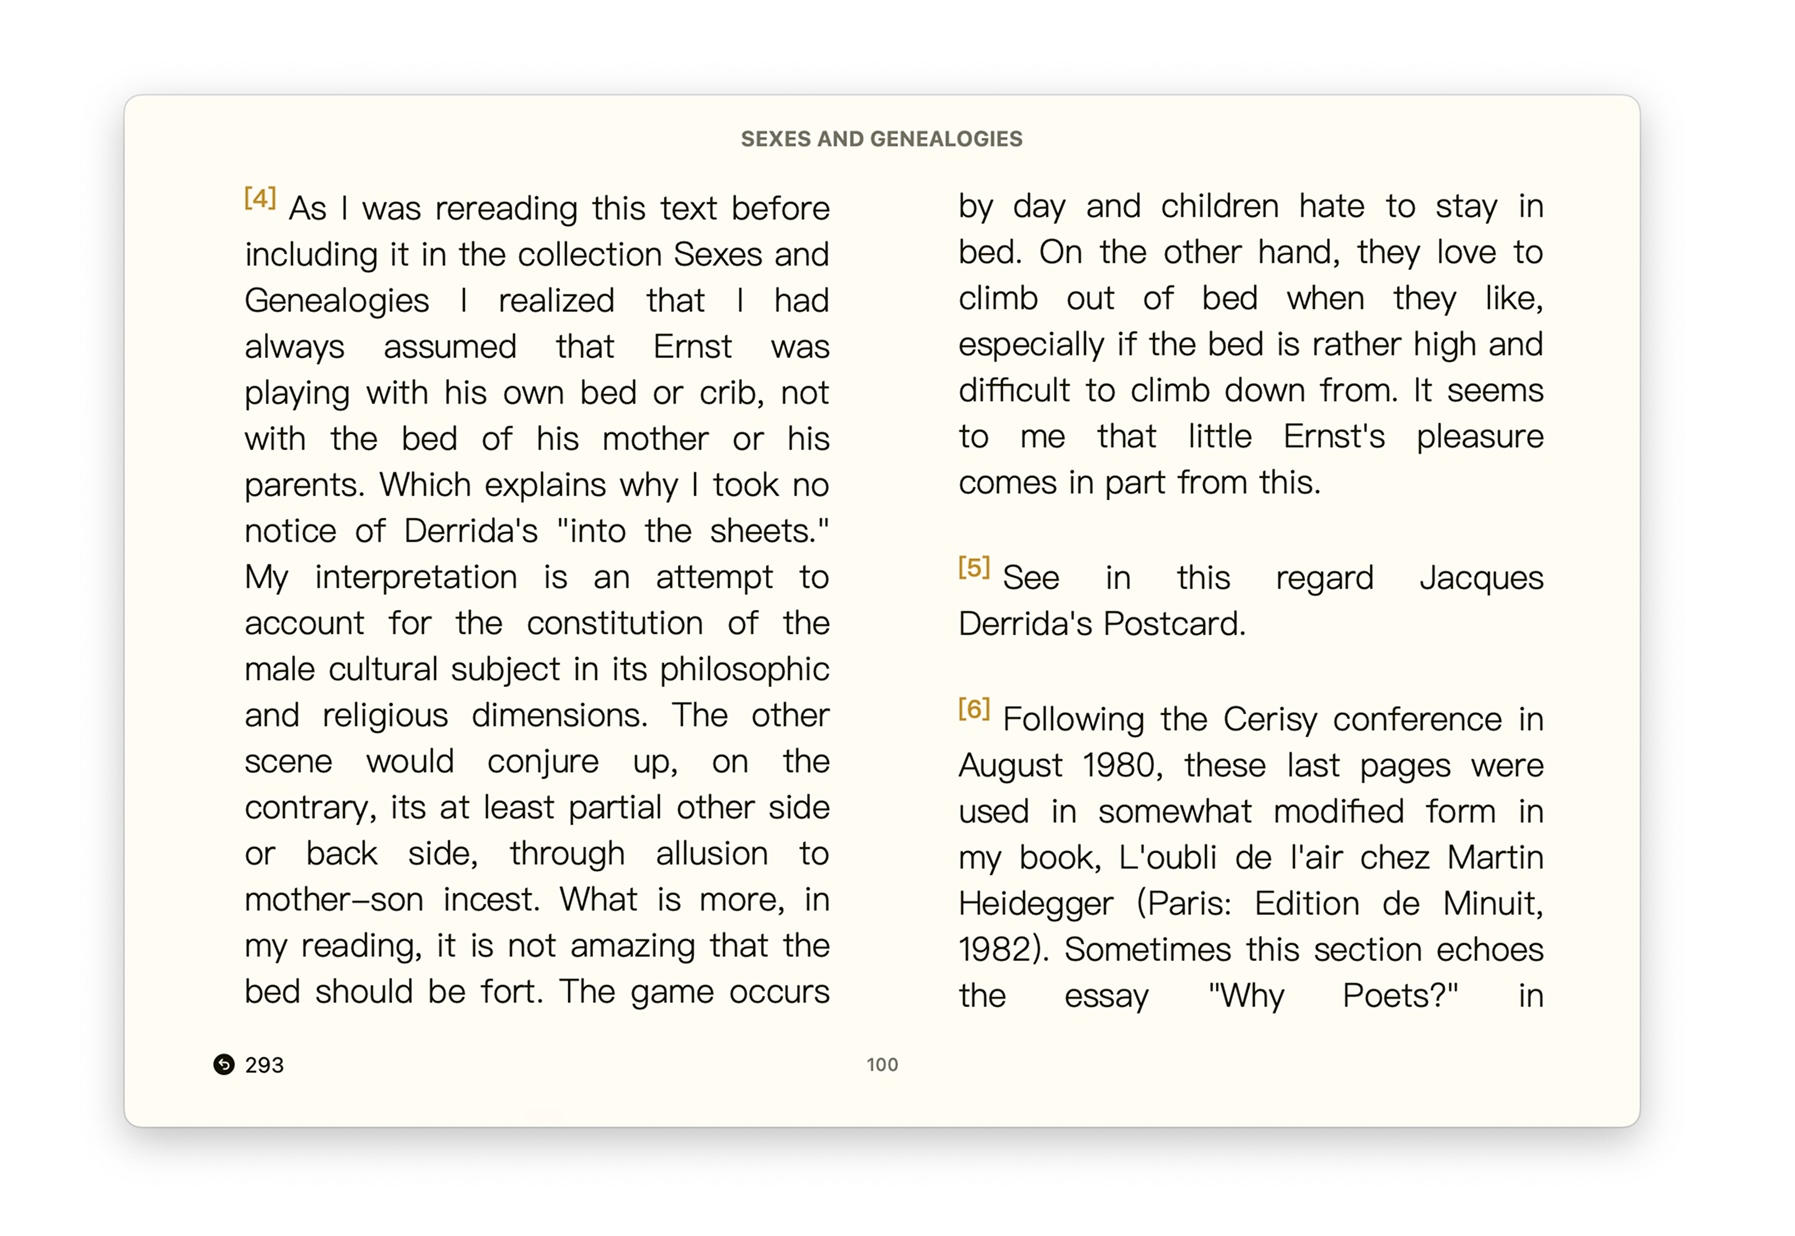 SEXES AND GENEALOGIES
[4] As I was rereading this text before
including it in the collection Sexes and
Genealogies I realized that I had
always assumed that Ernst was
playing with his own bed or crib, not
with the bed of his mother or his
parents. Which explains why I took no
notice of Derrida's "into the sheets."
My interpretation is an attempt to
account for the constitution of the
male cultural subject in its philosophic
and religious dimensions. The other
scene would conjure up, on the
contrary, its at least partial other side
or back side, through allusion to
mother–son incest. What is more, in
my reading, it is not amazing that the
bed should be fort. The game occurs
by day and children hate to stay in
bed. On the other hand, they love to
climb out of bed when they like,
especially if the bed is rather high and
difficult to climb down from. It seems
to me that little Ernst's pleasure
comes in part from this.
[5] See in this regard Jacques
Derrida's Postcard.
[6] Following the Cerisy conference in
August 1980, these last pages were
used in somewhat modified form in
my book, L'oubli de l'air chez Martin
Heidegger (Paris: Edition de Minuit,
1982). Sometimes this section echoes
the essay "Why Poets?" in
293
100